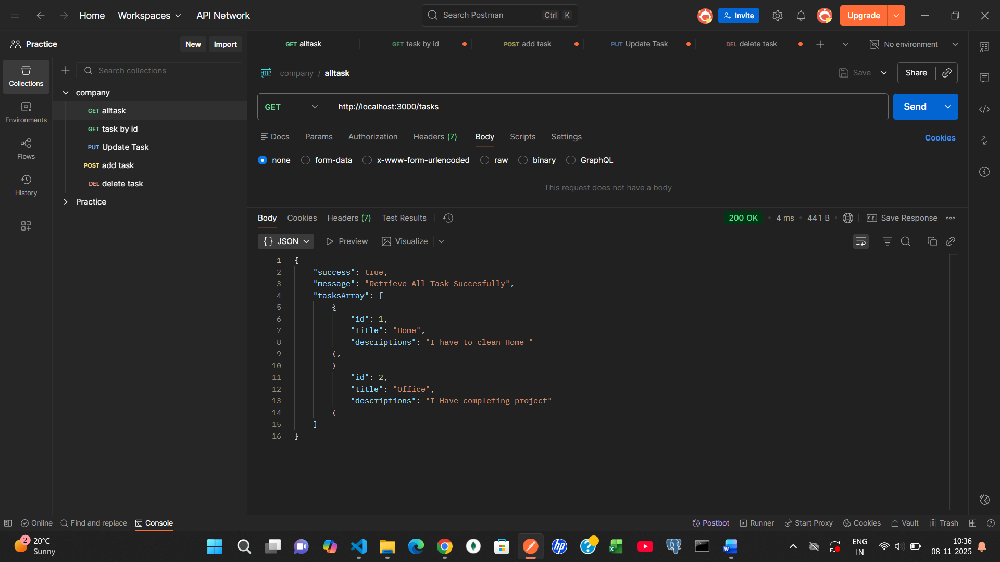 Home Workspaces API Network Search Postman Ctrl K Invite Upgrade
Practice New Import GET alltask GET task by id POST add task PUT Update Task DEL delete task No environment
Collections
Environments
Flows
History
Search collections
company
GET alltask
GET task by id
PUT Update Task
POST add task
DEL delete task
Practice
HTTP company / alltask Save Share
GET http://localhost:3000/tasks Send
Docs Params Authorization Headers (7) Body Scripts Settings Cookies
none form-data x-www-form-urlencoded raw binary GraphQL
This request does not have a body
Body Cookies Headers (7) Test Results 200 OK • 4 ms • 441 B • e.g. Save Response
{} JSON Preview Visualize
1 {
2 "success": true,
3 "message": "Retrieve All Task Succesfully",
4 "tasksArray": [
5 {
6 "id": 1,
7 "title": "Home",
8 "descriptions": "I have to clean Home "
9 },
10 {
11 "id": 2,
12 "title": "Office",
13 "descriptions": "I Have completing project"
14 }
15 ]
16 }
Online Find and replace Console Postbot Runner Start Proxy Cookies Vault Trash
2 20°C
Sunny
hp
ENG
IN
10:36
08-11-2025